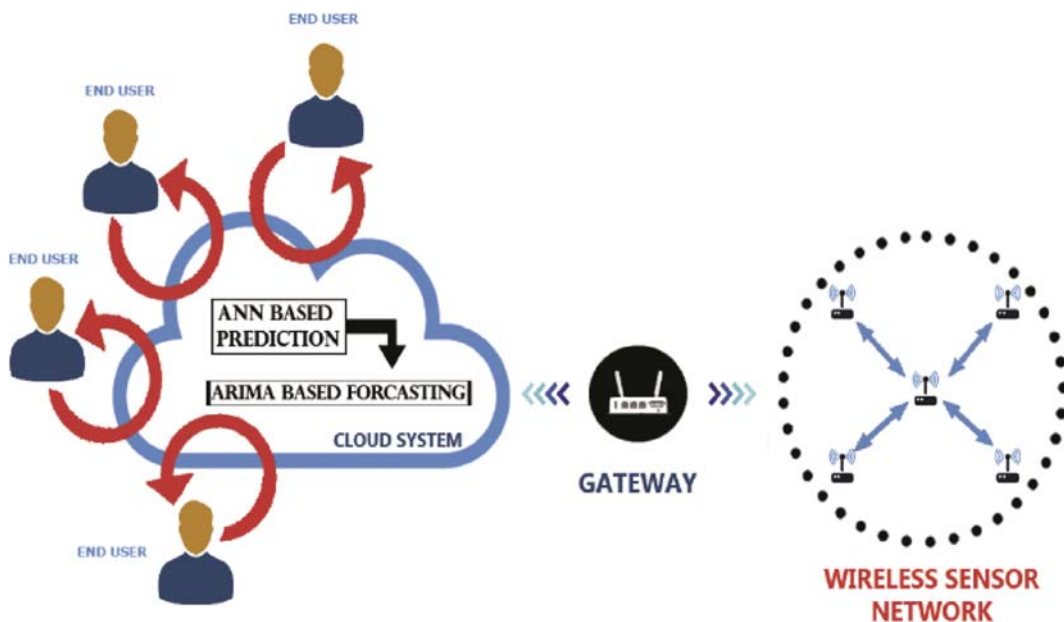 END USER
END USER
END USER
ANN BASED
PREDICTION
ARIMA BASED FORCASTING
CLOUD SYSTEM
END USER
GATEWAY
WIRELESS SENSOR
NETWORK